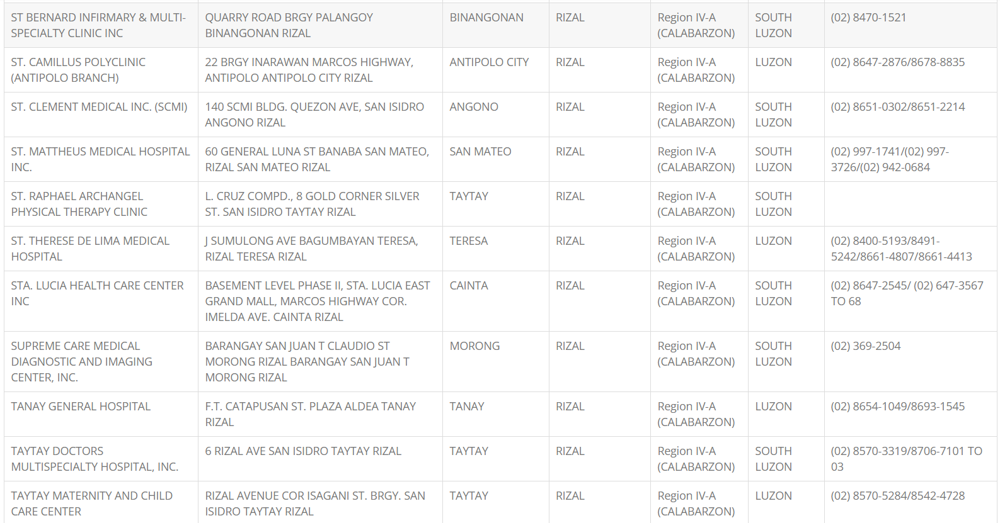 ST BERNARD INFIRMARY & MULTI-
SPECIALTY CLINIC INC
QUARRY ROAD BRGY PALANGOY
BINANGONAN RIZAL
BINANGONAN
RIZAL
Region IV-A
(CALABARZON)
SOUTH
LUZON
(02) 8470-1521
ST. CAMILLUS POLYCLINIC
(ANTIPOLO BRANCH)
22 BRGY INARAWAN MARCOS HIGHWAY,
ANTIPOLO ANTIPOLO CITY RIZAL
ANTIPOLO CITY
RIZAL
Region IV-A
(CALABARZON)
LUZON
(02) 8647-2876/8678-8835
ST. CLEMENT MEDICAL INC. (SCMI)
140 SCMI BLDG. QUEZON AVE, SAN ISIDRO
ANGONO RIZAL
ANGONO
RIZAL
Region IV-A
(CALABARZON)
SOUTH
LUZON
(02) 8651-0302/8651-2214
ST. MATTHEUS MEDICAL HOSPITAL
INC.
60 GENERAL LUNA ST BANABA SAN MATEO,
RIZAL SAN MATEO RIZAL
SAN MATEO
RIZAL
Region IV-A
(CALABARZON)
SOUTH
LUZON
(02) 997-1741/(02) 997-
3726/(02) 942-0684
ST. RAPHAEL ARCHANGEL
PHYSICAL THERAPY CLINIC
L. CRUZ COMPD., 8 GOLD CORNER SILVER
ST. SAN ISIDRO TAYTAY RIZAL
TAYTAY
RIZAL
Region IV-A
(CALABARZON)
SOUTH
LUZON
ST. THERESE DE LIMA MEDICAL
HOSPITAL
J SUMULONG AVE BAGUMBAYAN TERESA,
RIZAL TERESA RIZAL
TERESA
RIZAL
Region IV-A
(CALABARZON)
LUZON
(02) 8400-5193/8491-
5242/8661-4807/8661-4413
STA. LUCIA HEALTH CARE CENTER
INC
BASEMENT LEVEL PHASE II, STA. LUCIA EAST
GRAND MALL, MARCOS HIGHWAY COR.
IMELDA AVE. CAINTA RIZAL
CAINTA
RIZAL
Region IV-A
(CALABARZON)
SOUTH
LUZON
(02) 8647-2545/ (02) 647-3567
TO 68
SUPREME CARE MEDICAL
DIAGNOSTIC AND IMAGING
CENTER, INC.
BARANGAY SAN JUAN T CLAUDIO ST
MORONG RIZAL BARANGAY SAN JUAN T
MORONG RIZAL
MORONG
RIZAL
Region IV-A
(CALABARZON)
SOUTH
LUZON
(02) 369-2504
TANAY GENERAL HOSPITAL
F.T. CATAPUSAN ST. PLAZA ALDEA TANAY
RIZAL
TANAY
RIZAL
Region IV-A
(CALABARZON)
LUZON
(02) 8654-1049/8693-1545
TAYTAY DOCTORS
MULTISPECIALTY HOSPITAL, INC.
6 RIZAL AVE SAN ISIDRO TAYTAY RIZAL
TAYTAY
RIZAL
Region IV-A
(CALABARZON)
SOUTH
LUZON
(02) 8570-3319/8706-7101 TO
03
TAYTAY MATERNITY AND CHILD
CARE CENTER
RIZAL AVENUE COR ISAGANI ST. BRGY. SAN
ISIDRO TAYTAY RIZAL
TAYTAY
RIZAL
Region IV-A
(CALABARZON)
LUZON
(02) 8570-5284/8542-4728